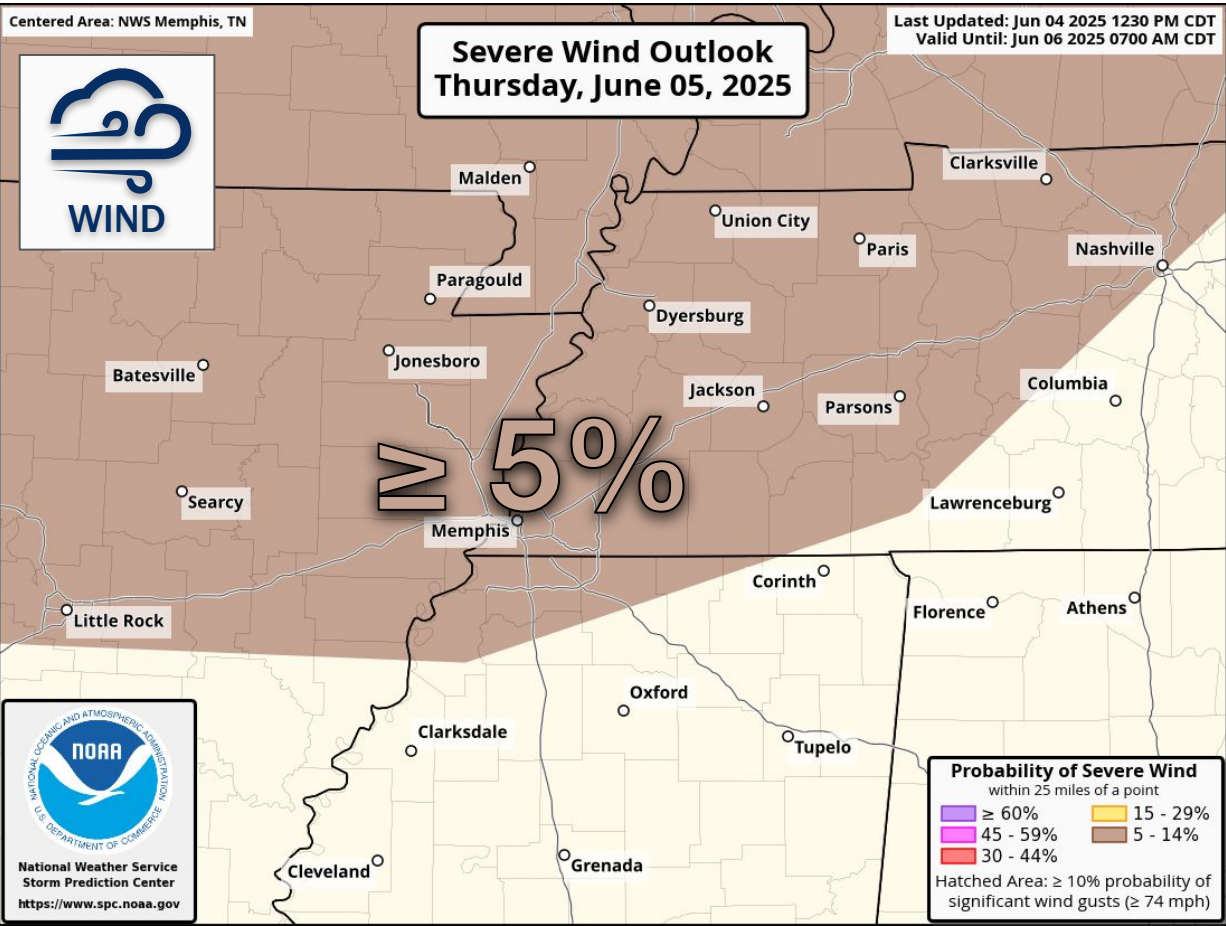 Centered Area: NWS Memphis, TN
Severe Wind Outlook
Thursday, June 05, 2025
Last Updated: Jun 04 2025 1230 PM CDT
Valid Until: Jun 06 2025 0700 AM CDT
WIND
Malden
Clarksville
Union City
Paris
Nashville
Paragould
Dyersburg
Jonesboro
Batesville
Jackson
Parsons
Columbia
≥ 5%
Searcy
Memphis
Lawrenceburg
Corinth
Florence
Athens
Little Rock
Oxford
Clarksdale
Tupelo
Cleveland
Grenada
NATIONAL OCEANIC AND ATMOSPHERIC ADMINISTRATION
NOAA
U.S. DEPARTMENT OF COMMERCE
National Weather Service
Storm Prediction Center
https://www.spc.noaa.gov
Probability of Severe Wind
within 25 miles of a point
≥ 60%
15 - 29%
45 - 59%
5 - 14%
30 - 44%
Hatched Area: ≥ 10% probability of
significant wind gusts (≥ 74 mph)